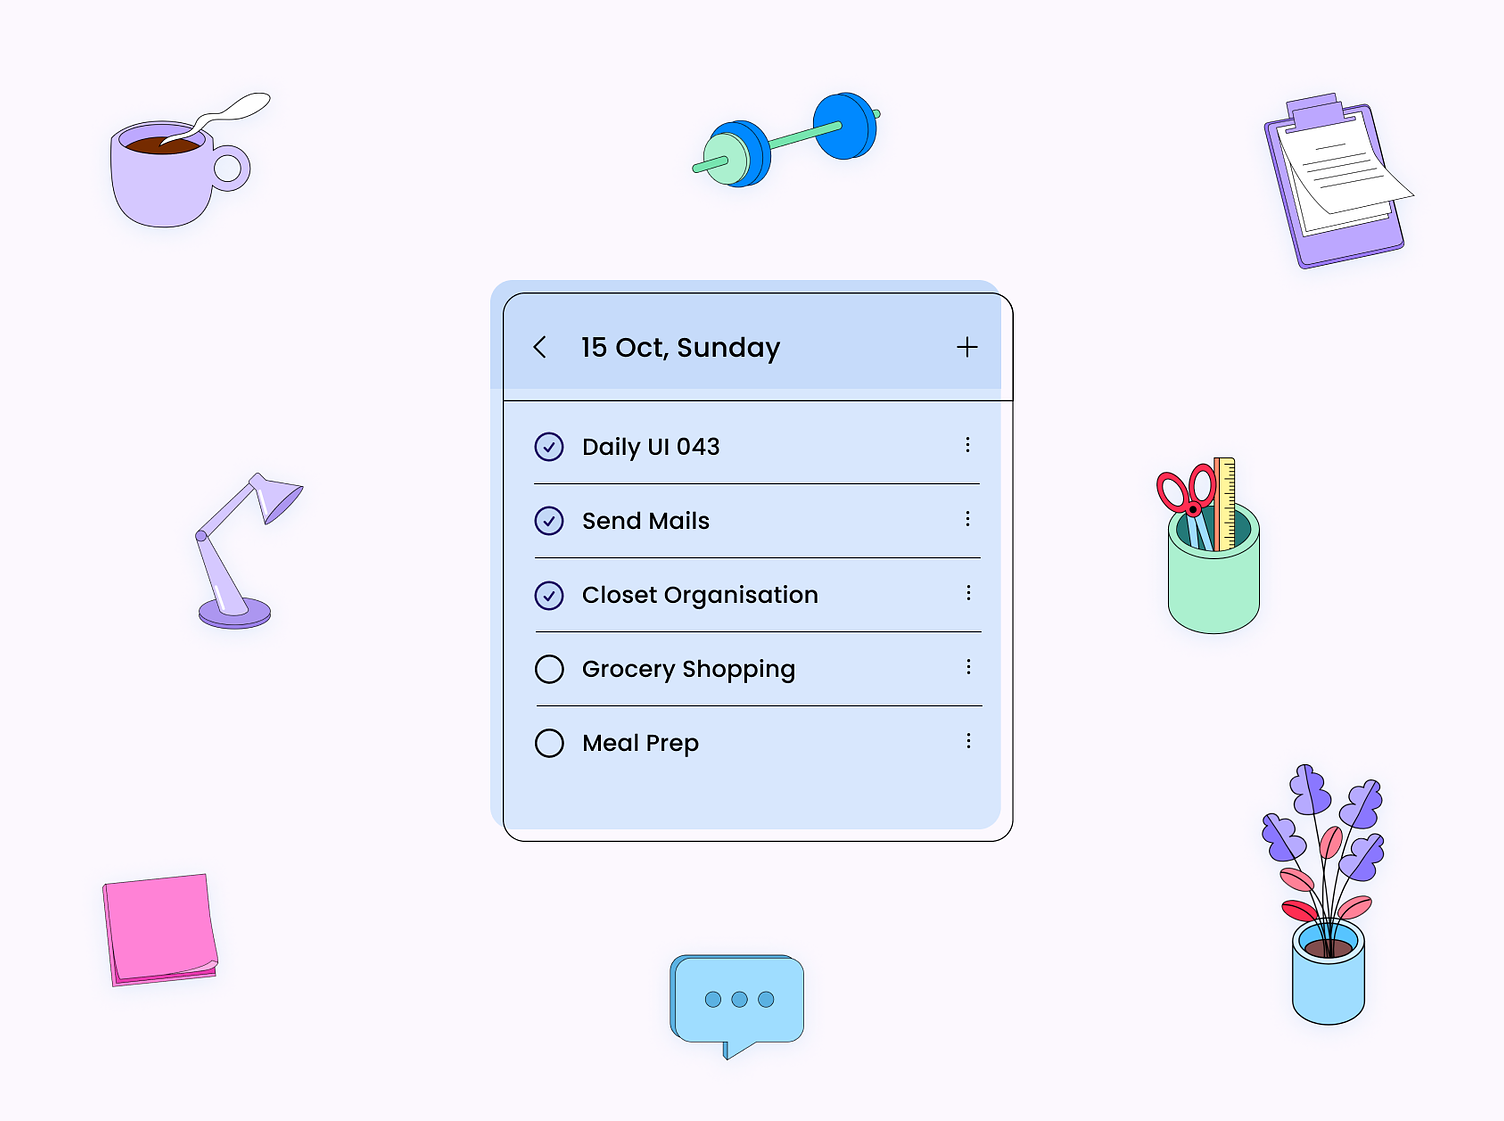 15 Oct, Sunday
Daily UI 043
Send Mails
Closet Organisation
Grocery Shopping
Meal Prep